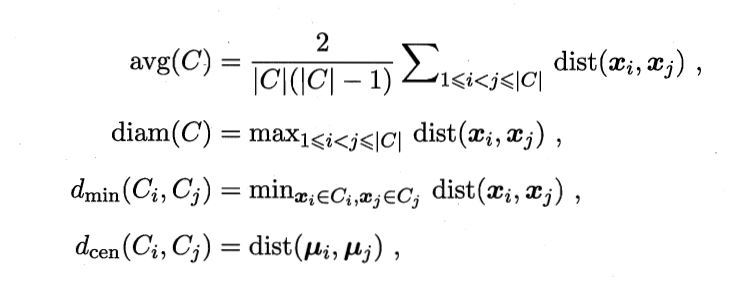 avg(C) = 2 / |C|(|C| − 1) ∑_{1⩽i<j⩽|C|} dist(𝒙_i, 𝒙_j) ,
diam(C) = max_{1⩽i<j⩽|C|} dist(𝒙_i, 𝒙_j) ,
d_min(C_i, C_j) = min_{𝒙_i∈C_i,𝒙_j∈C_j} dist(𝒙_i, 𝒙_j) ,
d_cen(C_i, C_j) = dist(𝝁_i, 𝝁_j) ,